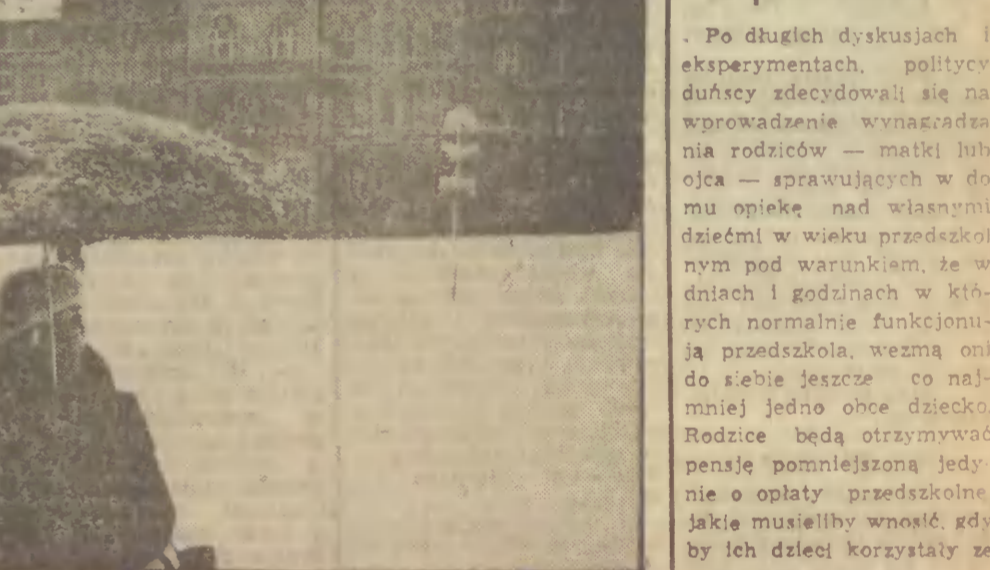 . Po długich dyskusjach i
eksperymentach, politycy
duńscy zdecydowali się na
wprowadzenie wynagradza
nia rodziców — matki lub
ojca — sprawujących w do
mu opiekę nad własnymi
dziećmi w wieku przedszkol
nym pod warunkiem, że w
dniach i godzinach w któ-
rych normalnie funkcjonu-
ją przedszkola, wezmą oni
do siebie jeszcze co naj-
mniej jedno obce dziecko.
Rodzice będą otrzymywać
pensję pomniejszoną jedy-
nie o opłaty przedszkolne
jakie musieliby wnosić, gdy
by ich dzieci korzystały ze